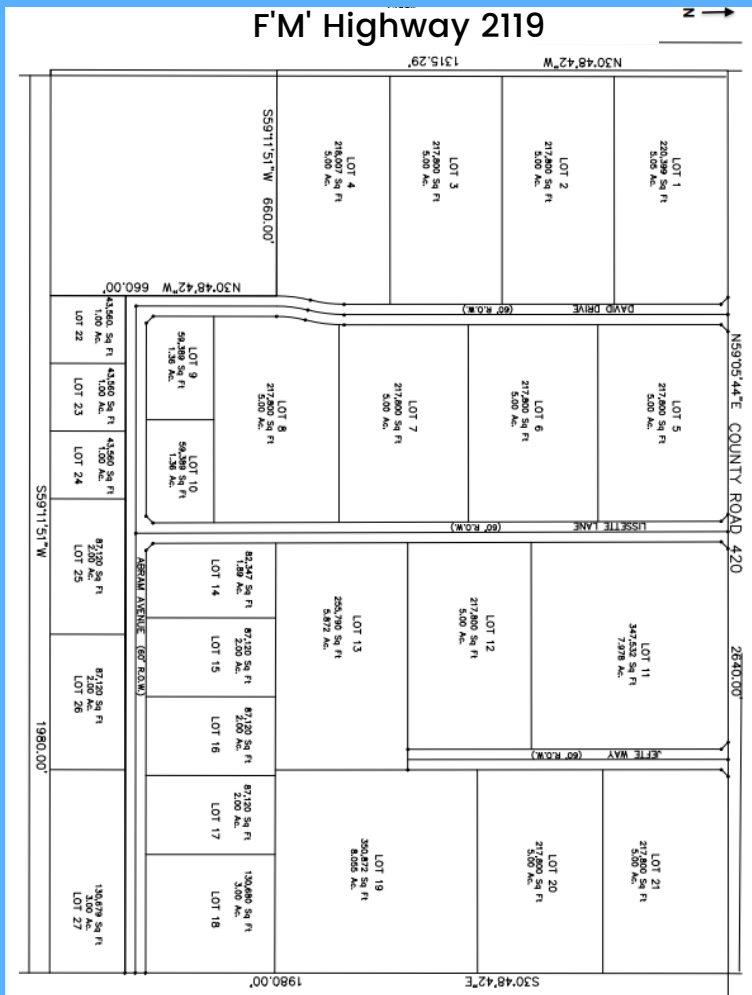 F'M' Highway 2119
N
N30°48'42"W
1315.29'
LOT 1
220,399 Sq Ft
5.05 Ac.
LOT 2
217,800 Sq Ft
5.00 Ac.
LOT 3
217,800 Sq Ft
5.00 Ac.
LOT 4
218,007 Sq Ft
5.00 Ac.
S59°11'51"W 660.00'
N30°48'42"W 660.00'
DAVID DRIVE (60' R.O.W.)
N59°05'44"E COUNTY ROAD 420 2640.00'
LOT 5
217,800 Sq Ft
5.00 Ac.
LOT 6
217,800 Sq Ft
5.00 Ac.
LOT 7
217,800 Sq Ft
5.00 Ac.
LOT 8
217,800 Sq Ft
5.00 Ac.
LOT 9
59,389 Sq Ft
1.36 Ac.
LOT 10
59,389 Sq Ft
1.36 Ac.
LISSETTE LANE (60' R.O.W.)
LOT 11
347,532 Sq Ft
7.978 Ac.
LOT 12
217,800 Sq Ft
5.00 Ac.
LOT 13
255,790 Sq Ft
5.872 Ac.
82,347 Sq Ft
1.89 Ac.
LOT 14
87,120 Sq Ft
2.00 Ac.
LOT 15
87,120 Sq Ft
2.00 Ac.
LOT 16
87,120 Sq Ft
2.00 Ac.
LOT 17
130,680 Sq Ft
3.00 Ac.
LOT 18
JEFTE WAY (60' R.O.W.)
LOT 19
350,872 Sq Ft
8.055 Ac.
LOT 20
217,800 Sq Ft
5.00 Ac.
LOT 21
217,800 Sq Ft
5.00 Ac.
ABRAM AVENUE (60' R.O.W.)
43,560. Sq Ft
1.00 Ac.
LOT 22
43,560 Sq Ft
1.00 Ac.
LOT 23
43,560 Sq Ft
1.00 Ac.
LOT 24
87,120 Sq Ft
2.00 Ac.
LOT 25
87,120 Sq Ft
2.00 Ac.
LOT 26
130,679 Sq Ft
3.00 Ac.
LOT 27
S59°11'51"W 1980.00'
1980.00'
S30°48'42"E